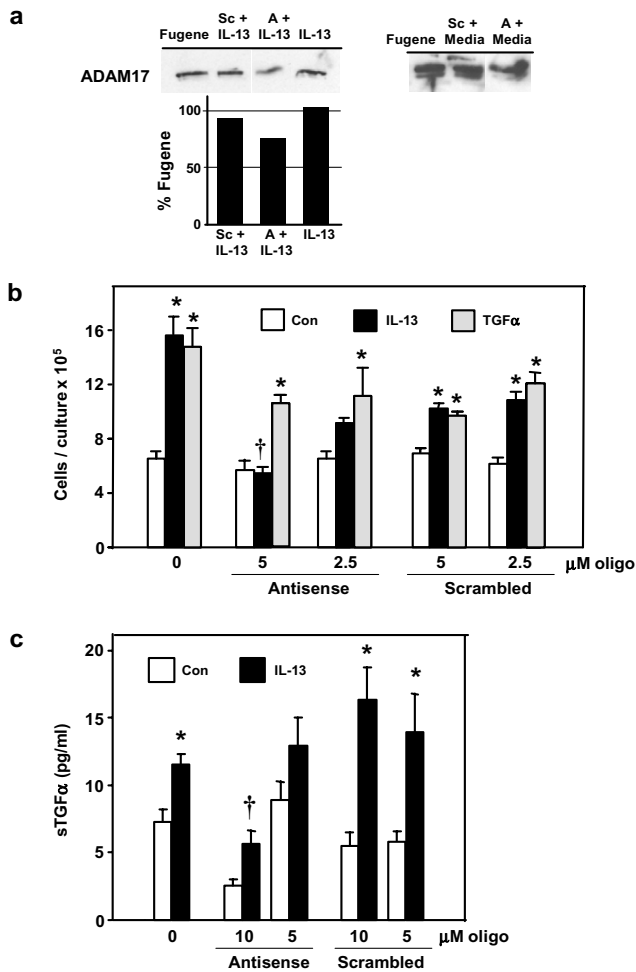 a
Fugene Sc + IL-13 A + IL-13 IL-13
Fugene Sc + Media A + Media
ADAM17
100
50
0
% Fugene
Sc + IL-13 A + IL-13 IL-13
b
Con IL-13 TGFα
16
12
8
4
0
Cells / culture x 10⁵
* * † * * * * * *
0 5 2.5 5 2.5 μM oligo
Antisense Scrambled
c
Con IL-13
20
15
10
5
0
sTGFα (pg/ml)
* † * *
0 10 5 10 5 μM oligo
Antisense Scrambled